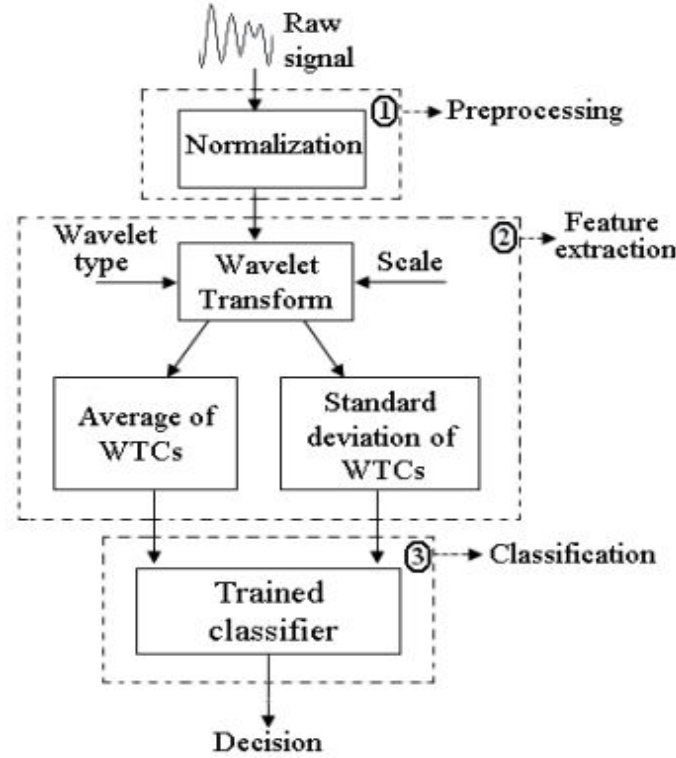 Raw
signal
1
Preprocessing
Normalization
2
Feature
extraction
Wavelet
type
Wavelet
Transform
Scale
Average of
WTCs
Standard
deviation of
WTCs
3
Classification
Trained
classifier
Decision